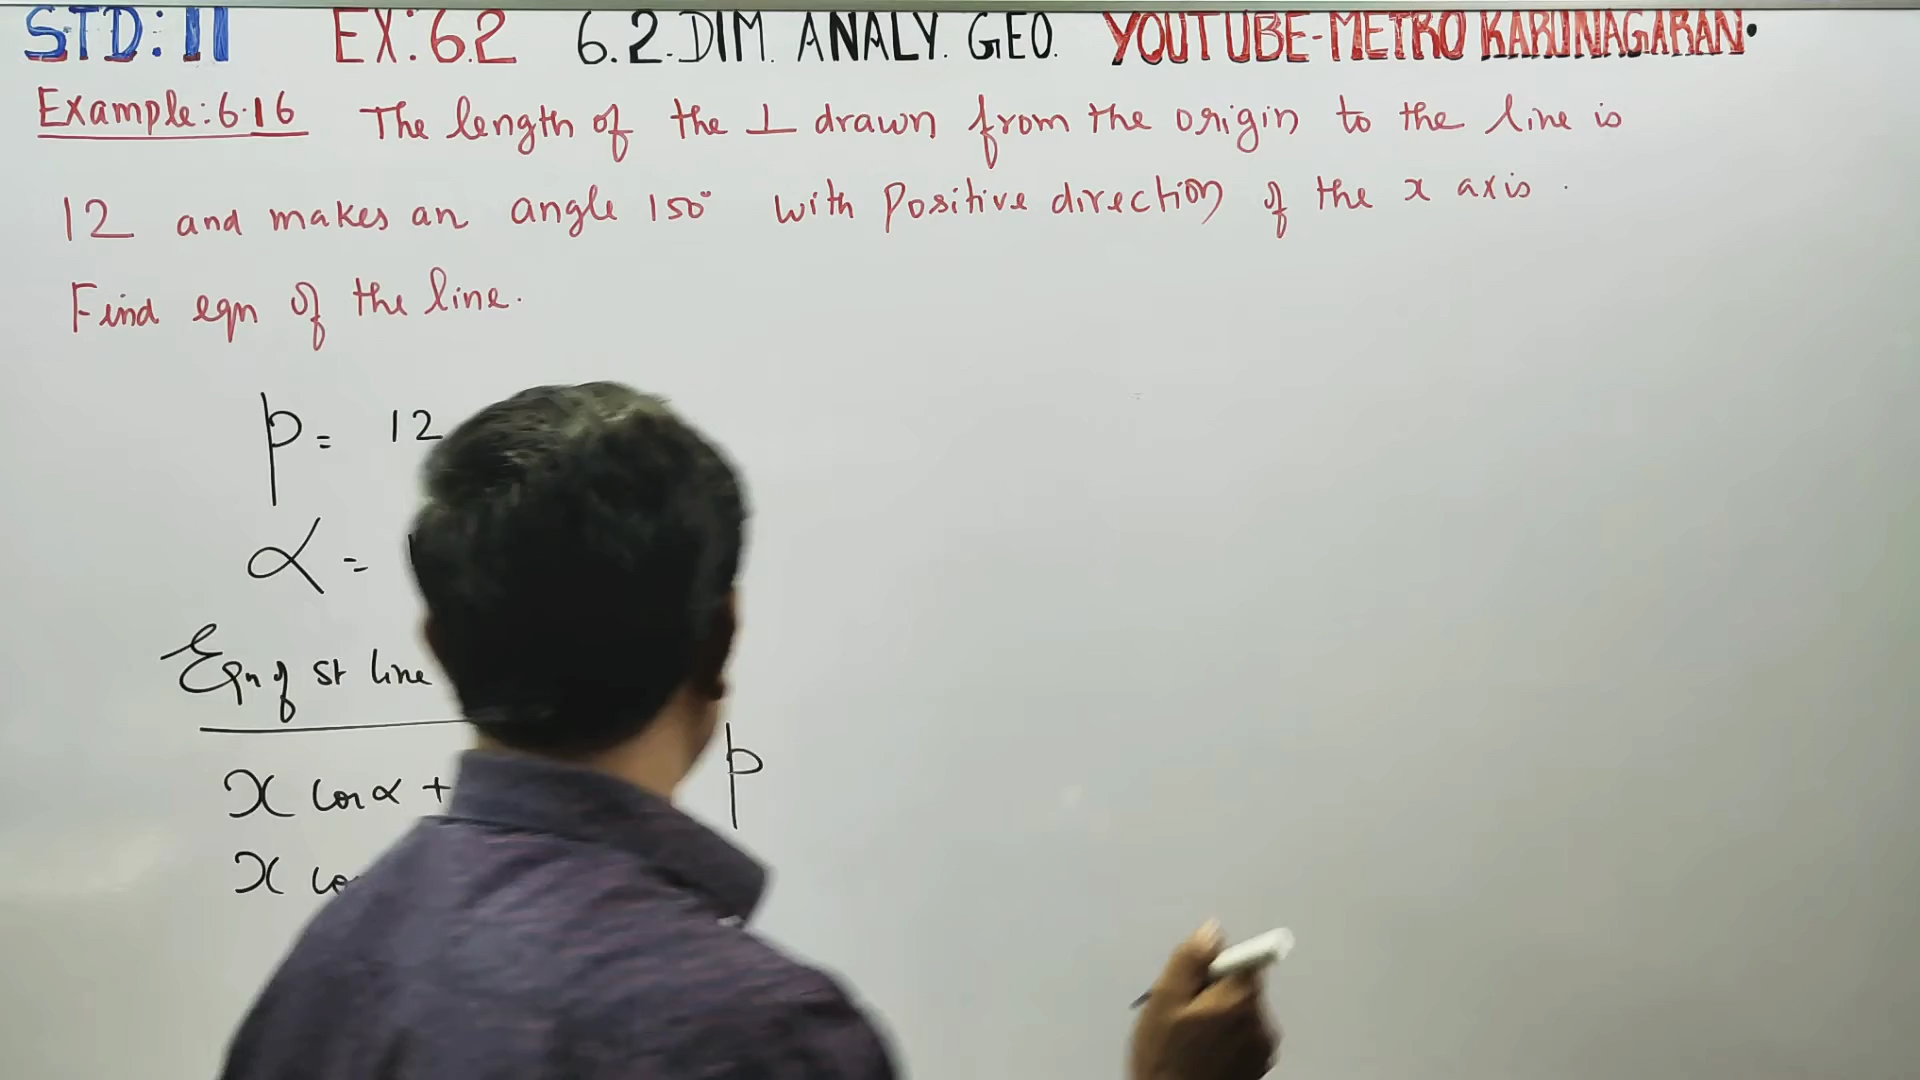 STD: 11 EX: 6.2 6.2.DIM. ANALY. GEO. YOUTUBE-METRO KARUNAGARAN.
Example: 6.16 The length of the ⊥ drawn from the origin to the line is
12 and makes an angle 150° with Positive direction of the x axis.
Find eqn of the line.
p = 12
α =
Eqn of st line
x cos α + p
x